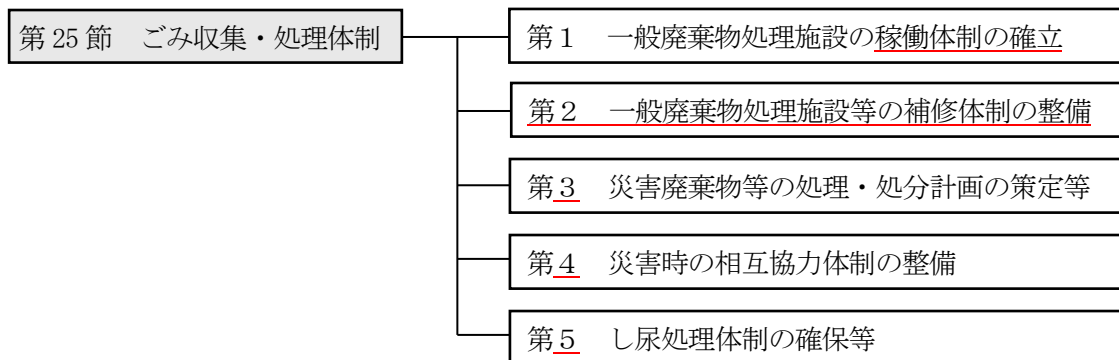 第 25 節　ごみ収集・処理体制
第１　一般廃棄物処理施設の稼働体制の確立
第２　一般廃棄物処理施設等の補修体制の整備
第３　災害廃棄物等の処理・処分計画の策定等
第４　災害時の相互協力体制の整備
第５　し尿処理体制の確保等